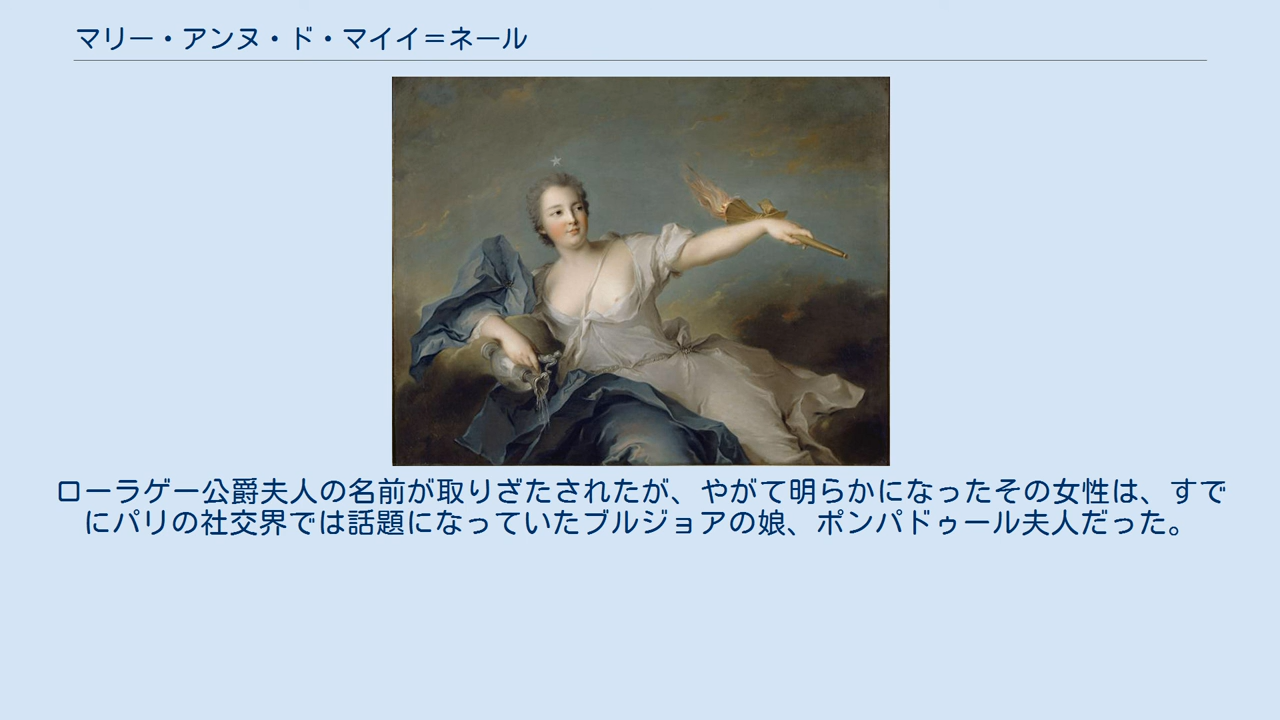 マリー・アンヌ・ド・マイイ＝ネール
ローラゲー公爵夫人の名前が取りざたされたが、やがて明らかになったその女性は、すで
にパリの社交界では話題になっていたブルジョアの娘、ポンパドゥール夫人だった。